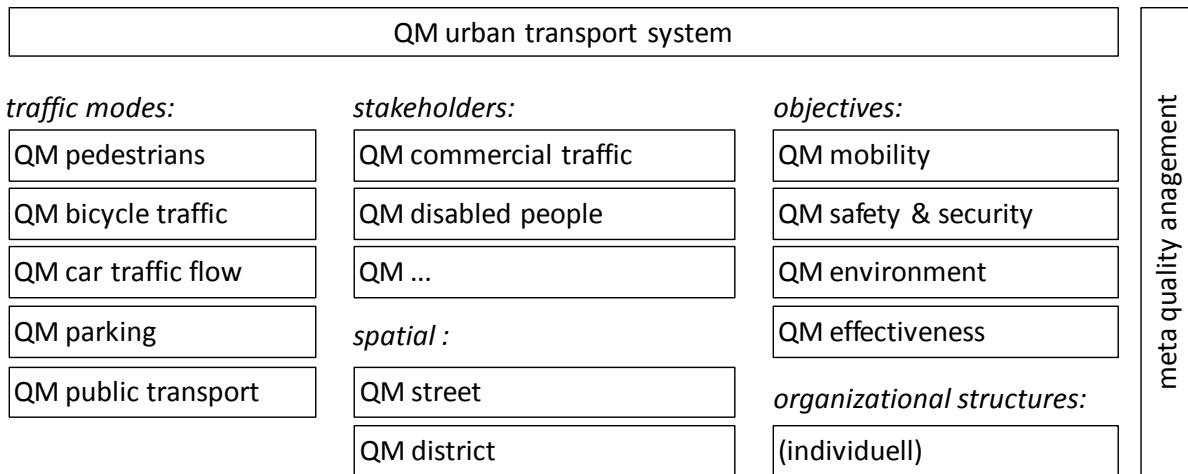 QM urban transport system
traffic modes:
QM pedestrians
QM bicycle traffic
QM car traffic flow
QM parking
QM public transport
stakeholders:
QM commercial traffic
QM disabled people
QM ...
spatial :
QM street
QM district
objectives:
QM mobility
QM safety & security
QM environment
QM effectiveness
organizational structures:
(individuell)
meta quality anagement